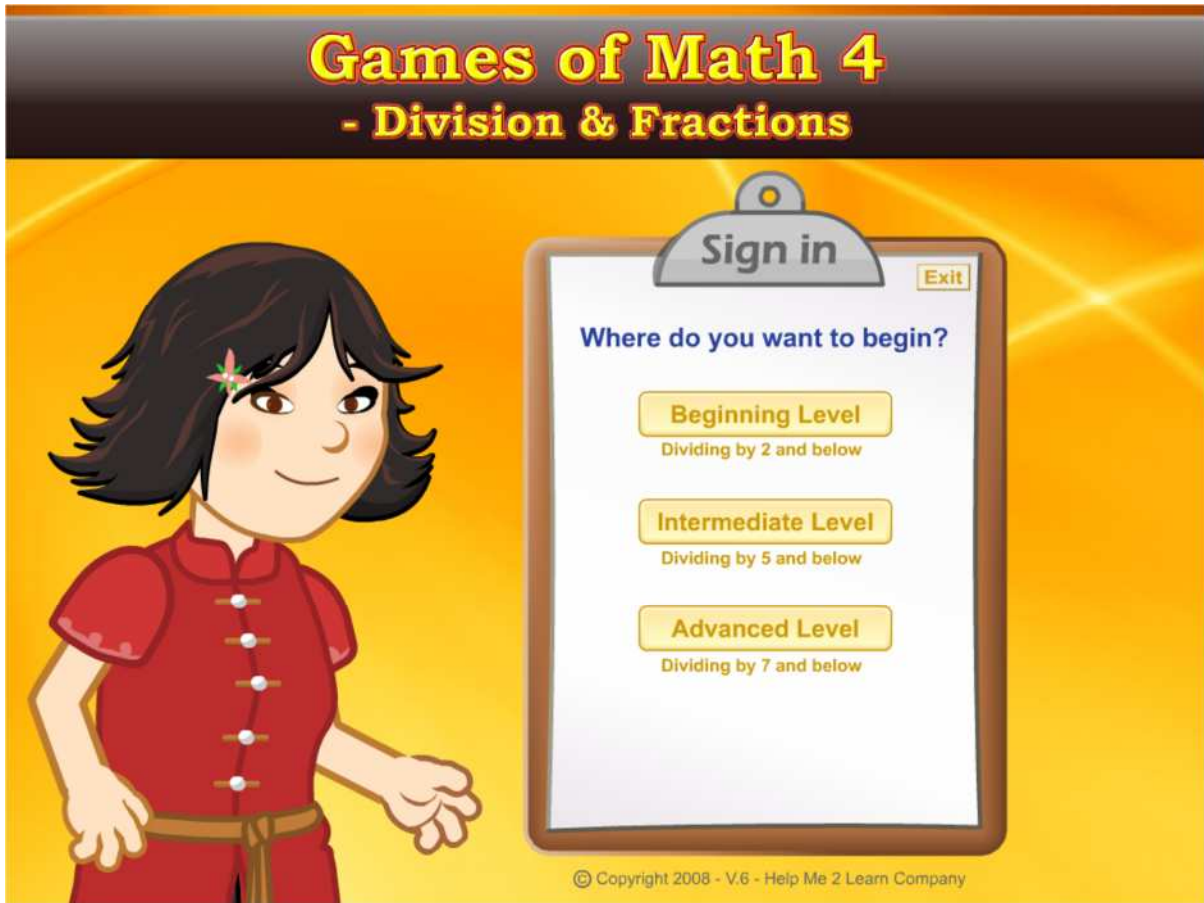 Games of Math 4
- Division & Fractions
Sign in
Exit
Where do you want to begin?
Beginning Level
Dividing by 2 and below
Intermediate Level
Dividing by 5 and below
Advanced Level
Dividing by 7 and below
© Copyright 2008 - V.6 - Help Me 2 Learn Company